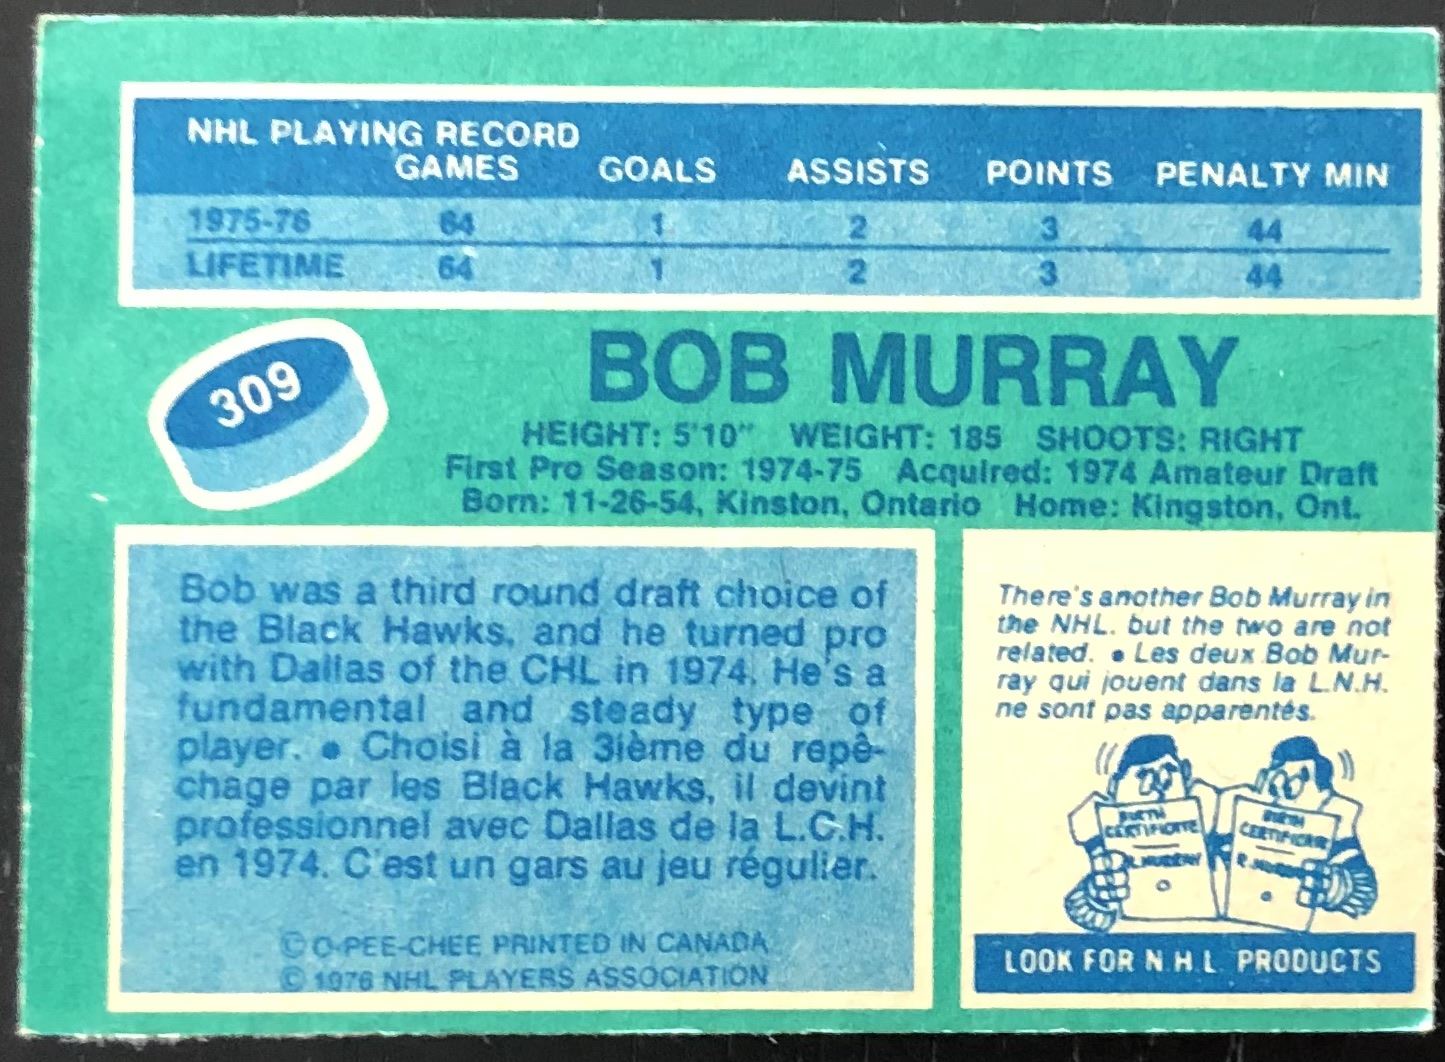 NHL PLAYING RECORD
GAMES GOALS ASSISTS POINTS PENALTY MIN
1975-76 64 1 2 3 44
LIFETIME 64 1 2 3 44
309
BOB MURRAY
HEIGHT: 5'10" WEIGHT: 185 SHOOTS: RIGHT
First Pro Season: 1974-75 Acquired: 1974 Amateur Draft
Born: 11-26-54, Kinston, Ontario Home: Kingston, Ont.
Bob was a third round draft choice of
the Black Hawks, and he turned pro
with Dallas of the CHL in 1974. He's a
fundamental and steady type of
player. • Choisi à la 3ième du repê-
chage par les Black Hawks, il devint
professionnel avec Dallas de la L.C.H.
en 1974. C'est un gars au jeu régulier.
© O-PEE-CHEE PRINTED IN CANADA
© 1976 NHL PLAYERS ASSOCIATION
There's another Bob Murray in
the NHL. but the two are not
related. • Les deux Bob Mur-
ray qui jouent dans la L.N.H.
ne sont pas apparentés.
BIRTH CERTIFICATE R. MURRAY
BIRTH CERTIFICATE R. MURRAY
LOOK FOR N H L PRODUCTS